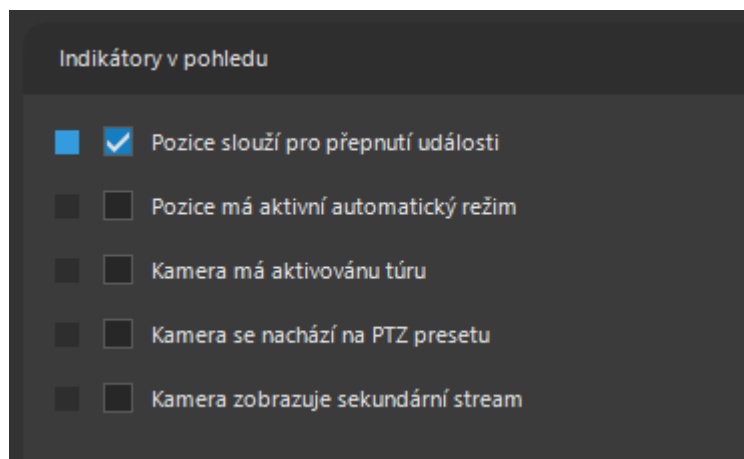 Indikátory v pohledu
Pozice slouží pro přepnutí události
Pozice má aktivní automatický režim
Kamera má aktivovánu túru
Kamera se nachází na PTZ presetu
Kamera zobrazuje sekundární stream